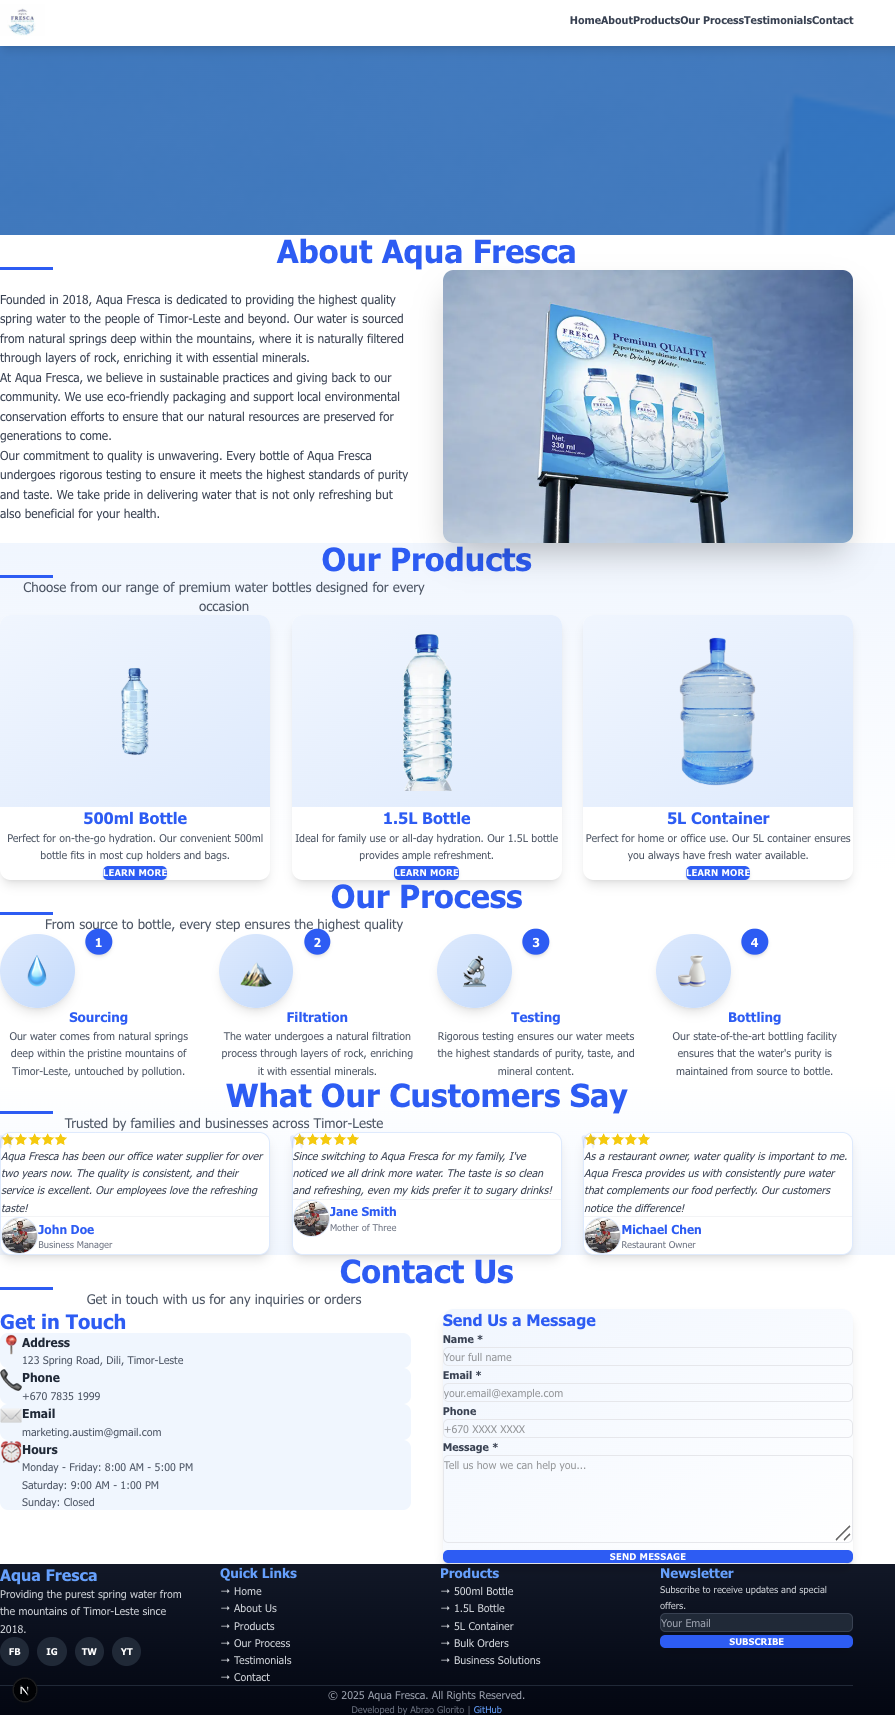 AQUA
FRESCA
HomeAboutProductsOur ProcessTestimonialsContact
About Aqua Fresca
Founded in 2018, Aqua Fresca is dedicated to providing the highest quality
spring water to the people of Timor-Leste and beyond. Our water is sourced
from natural springs deep within the mountains, where it is naturally filtered
through layers of rock, enriching it with essential minerals.
At Aqua Fresca, we believe in sustainable practices and giving back to our
community. We use eco-friendly packaging and support local environmental
conservation efforts to ensure that our natural resources are preserved for
generations to come.
Our commitment to quality is unwavering. Every bottle of Aqua Fresca
undergoes rigorous testing to ensure it meets the highest standards of purity
and taste. We take pride in delivering water that is not only refreshing but
also beneficial for your health.
AQUA
FRESCA
Premium QUALITY
Experience the ultimate fresh taste.
Pure Drinking Water.
Net.
330 ml
Our Products
Choose from our range of premium water bottles designed for every
occasion
500ml Bottle
Perfect for on-the-go hydration. Our convenient 500ml
bottle fits in most cup holders and bags.
LEARN MORE
1.5L Bottle
Ideal for family use or all-day hydration. Our 1.5L bottle
provides ample refreshment.
LEARN MORE
5L Container
Perfect for home or office use. Our 5L container ensures
you always have fresh water available.
LEARN MORE
Our Process
From source to bottle, every step ensures the highest quality
1
Sourcing
Our water comes from natural springs
deep within the pristine mountains of
Timor-Leste, untouched by pollution.
2
Filtration
The water undergoes a natural filtration
process through layers of rock, enriching
it with essential minerals.
3
Testing
Rigorous testing ensures our water meets
the highest standards of purity, taste, and
mineral content.
4
Bottling
Our state-of-the-art bottling facility
ensures that the water's purity is
maintained from source to bottle.
What Our Customers Say
Trusted by families and businesses across Timor-Leste
Aqua Fresca has been our office water supplier for over
two years now. The quality is consistent, and their
service is excellent. Our employees love the refreshing
taste!
John Doe
Business Manager
Since switching to Aqua Fresca for my family, I've
noticed we all drink more water. The taste is so clean
and refreshing, even my kids prefer it to sugary drinks!
Jane Smith
Mother of Three
As a restaurant owner, water quality is important to me.
Aqua Fresca provides us with consistently pure water
that complements our food perfectly. Our customers
notice the difference!
Michael Chen
Restaurant Owner
Contact Us
Get in touch with us for any inquiries or orders
Get in Touch
Address
123 Spring Road, Dili, Timor-Leste
Phone
+670 7835 1999
Email
marketing.austim@gmail.com
Hours
Monday - Friday: 8:00 AM - 5:00 PM
Saturday: 9:00 AM - 1:00 PM
Sunday: Closed
Send Us a Message
Name *
Your full name
Email *
your.email@example.com
Phone
+670 XXXX XXXX
Message *
Tell us how we can help you...
SEND MESSAGE
Aqua Fresca
Providing the purest spring water from
the mountains of Timor-Leste since
2018.
FB IG TW YT
Quick Links
→ Home
→ About Us
→ Products
→ Our Process
→ Testimonials
→ Contact
Products
→ 500ml Bottle
→ 1.5L Bottle
→ 5L Container
→ Bulk Orders
→ Business Solutions
Newsletter
Subscribe to receive updates and special
offers.
Your Email
SUBSCRIBE
N
© 2025 Aqua Fresca. All Rights Reserved.
Developed by Abrao Glorito | GitHub